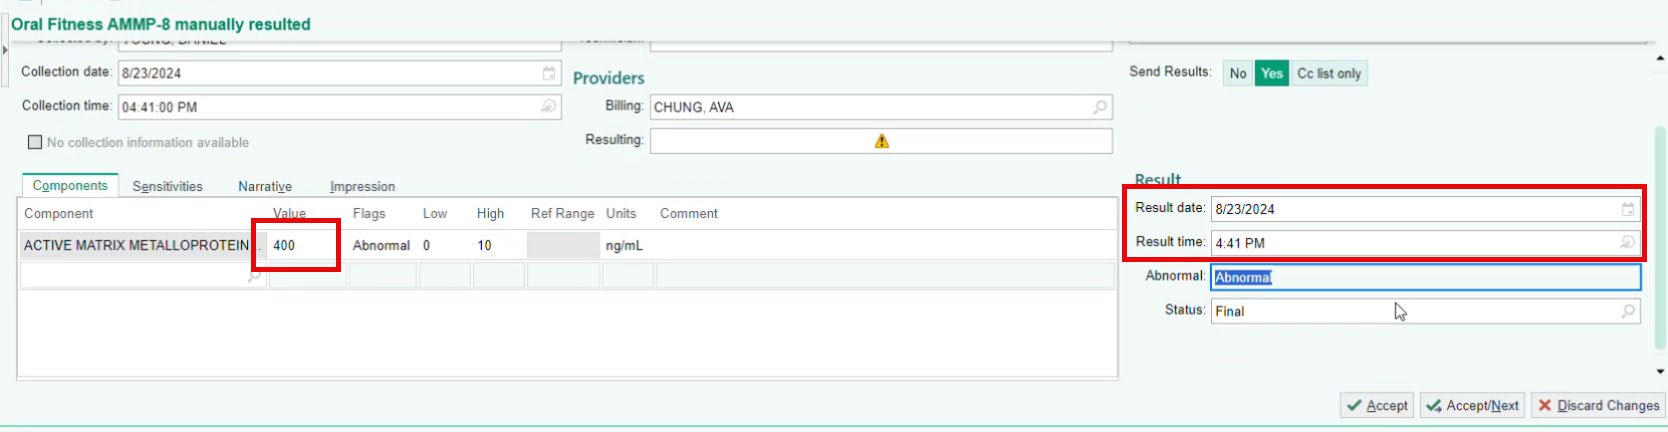 Oral Fitness AMMP-8 manually resulted
Collection date: 8/23/2024
Providers
Send Results: No Yes Cc list only
Collection time: 04:41:00 PM
Billing: CHUNG, AVA
No collection information available
Resulting:
Components Sensitivities Narrative Impression
Result
Component Value Flags Low High Ref Range Units Comment
Result date: 8/23/2024
ACTIVE MATRIX METALLOPROTEIN... 400 Abnormal 0 10 ng/mL
Result time: 4:41 PM
Abnormal: Abnormal
Status: Final
Accept Accept/Next Discard Changes